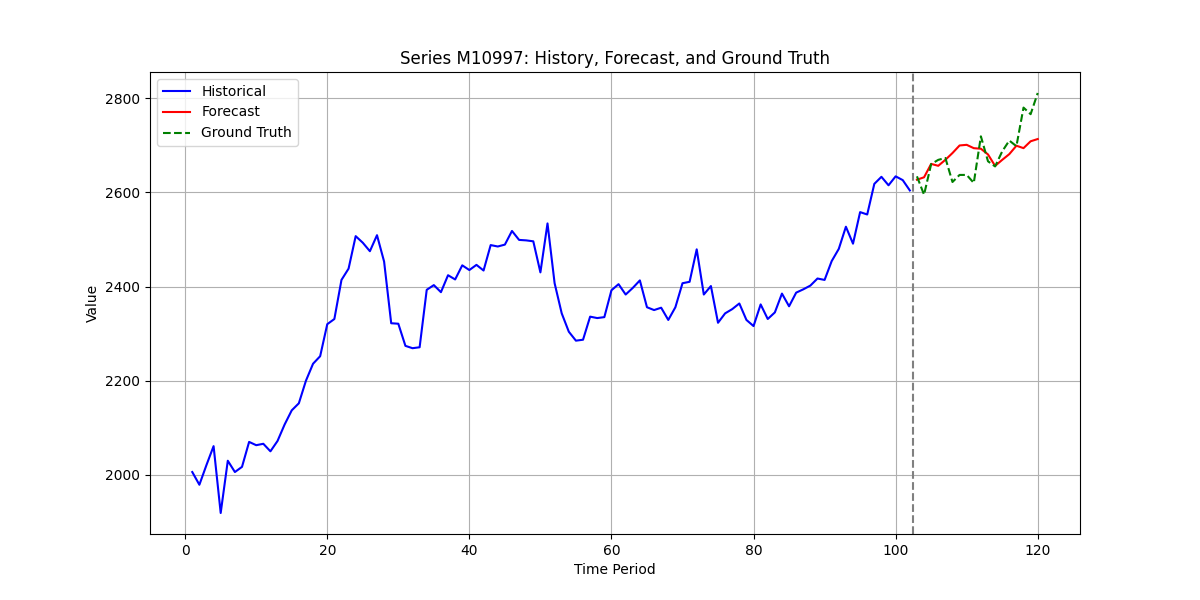 Series M10997: History, Forecast, and Ground Truth
Historical
Forecast
Ground Truth
Value
2800
2600
2400
2200
2000
0 20 40 60 80 100 120
Time Period